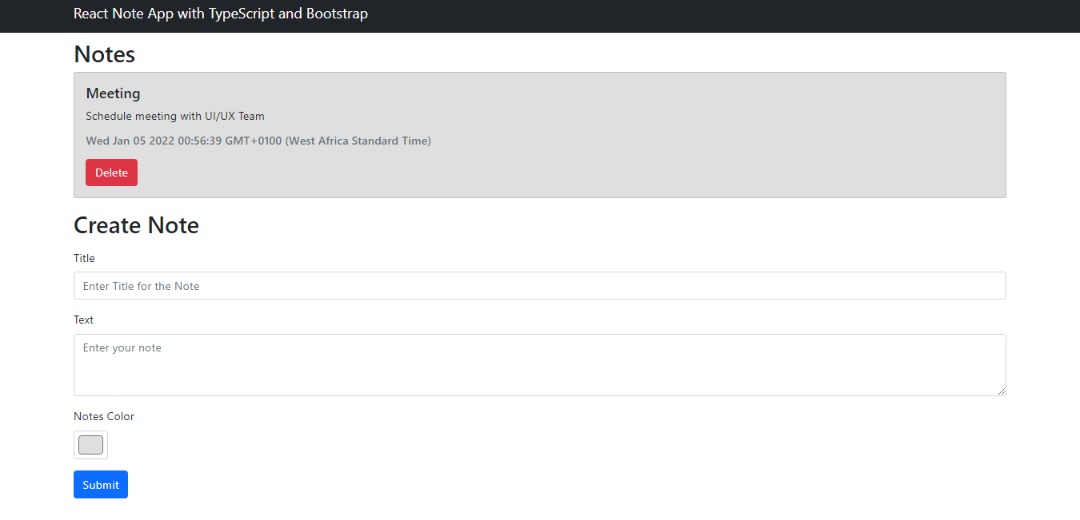 React Note App with TypeScript and Bootstrap
Notes
Meeting
Schedule meeting with UI/UX Team
Wed Jan 05 2022 00:56:39 GMT+0100 (West Africa Standard Time)
Delete
Create Note
Title
Enter Title for the Note
Text
Enter your note
Notes Color
Submit